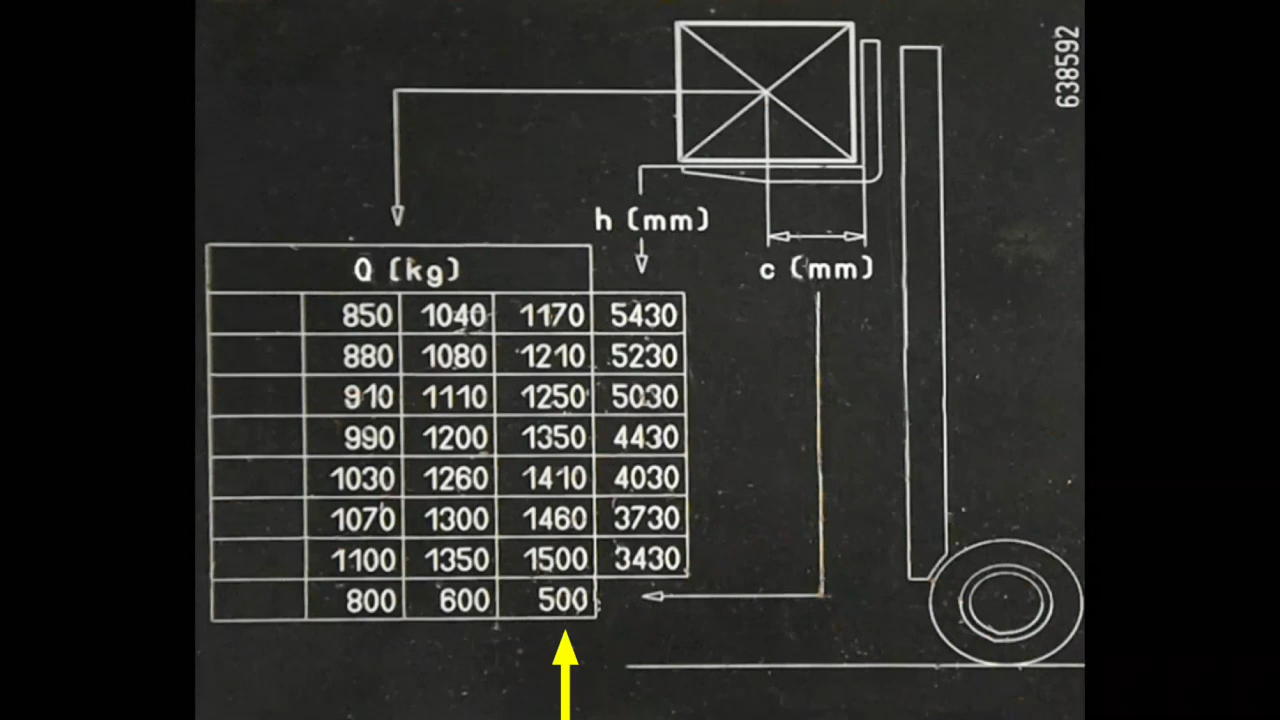 638592
h (mm)
Q (kg)
c (mm)
850 1040 1170 5430
880 1080 1210 5230
910 1110 1250 5030
990 1200 1350 4430
1030 1260 1410 4030
1070 1300 1460 3730
1100 1350 1500 3430
800 600 500